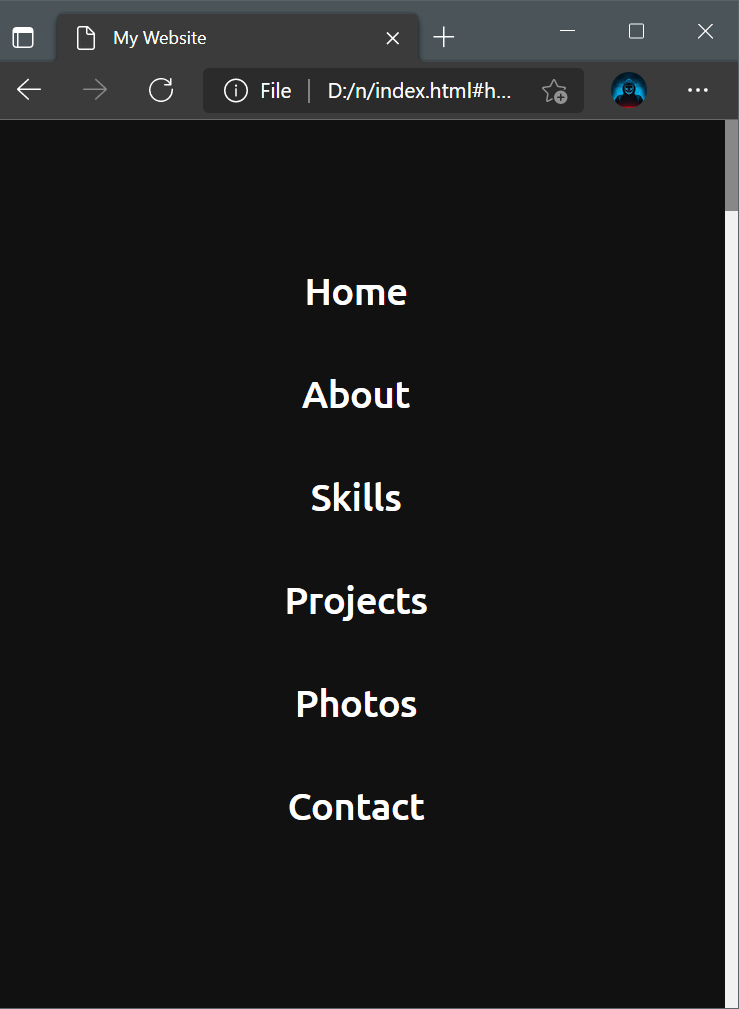 My Website
File | D:/n/index.html#h...
Home
About
Skills
Projects
Photos
Contact